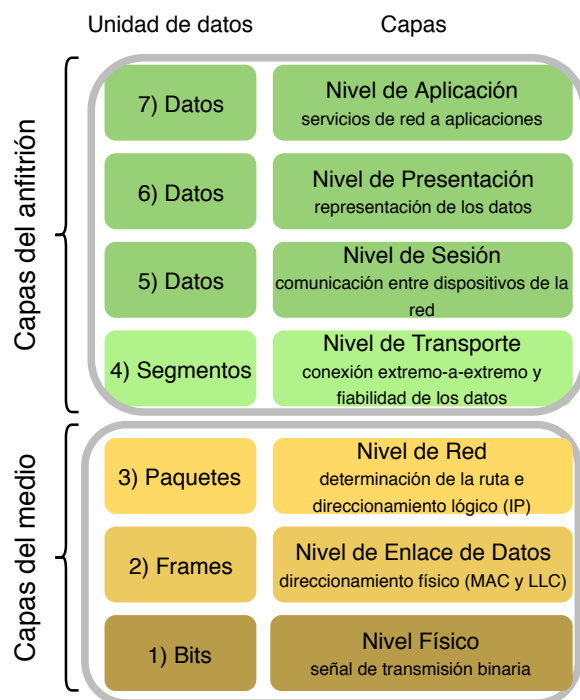 Unidad de datos
Capas
Capas del anfitrión
7) Datos
Nivel de Aplicación
servicios de red a aplicaciones
6) Datos
Nivel de Presentación
representación de los datos
5) Datos
Nivel de Sesión
comunicación entre dispositivos de la
red
4) Segmentos
Nivel de Transporte
conexión extremo-a-extremo y
fiabilidad de los datos
Capas del medio
3) Paquetes
Nivel de Red
determinación de la ruta e
direccionamiento lógico (IP)
2) Frames
Nivel de Enlace de Datos
direccionamiento físico (MAC y LLC)
1) Bits
Nivel Físico
señal de transmisión binaria